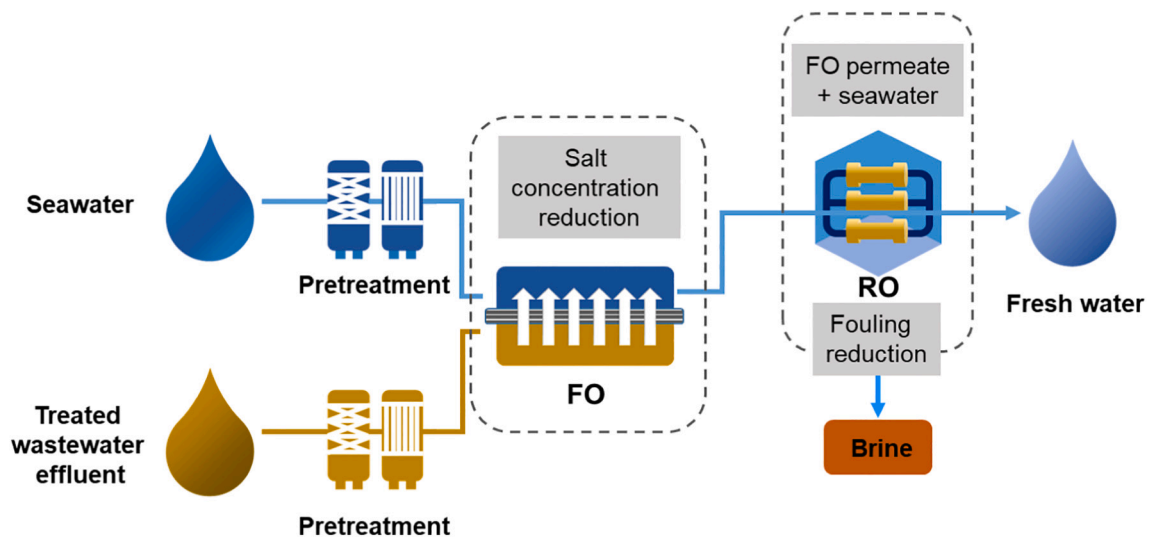 FO permeate
+ seawater
Salt
concentration
reduction
Seawater
Pretreatment
RO
Fresh water
Fouling
reduction
FO
Treated
wastewater
effluent
Brine
Pretreatment